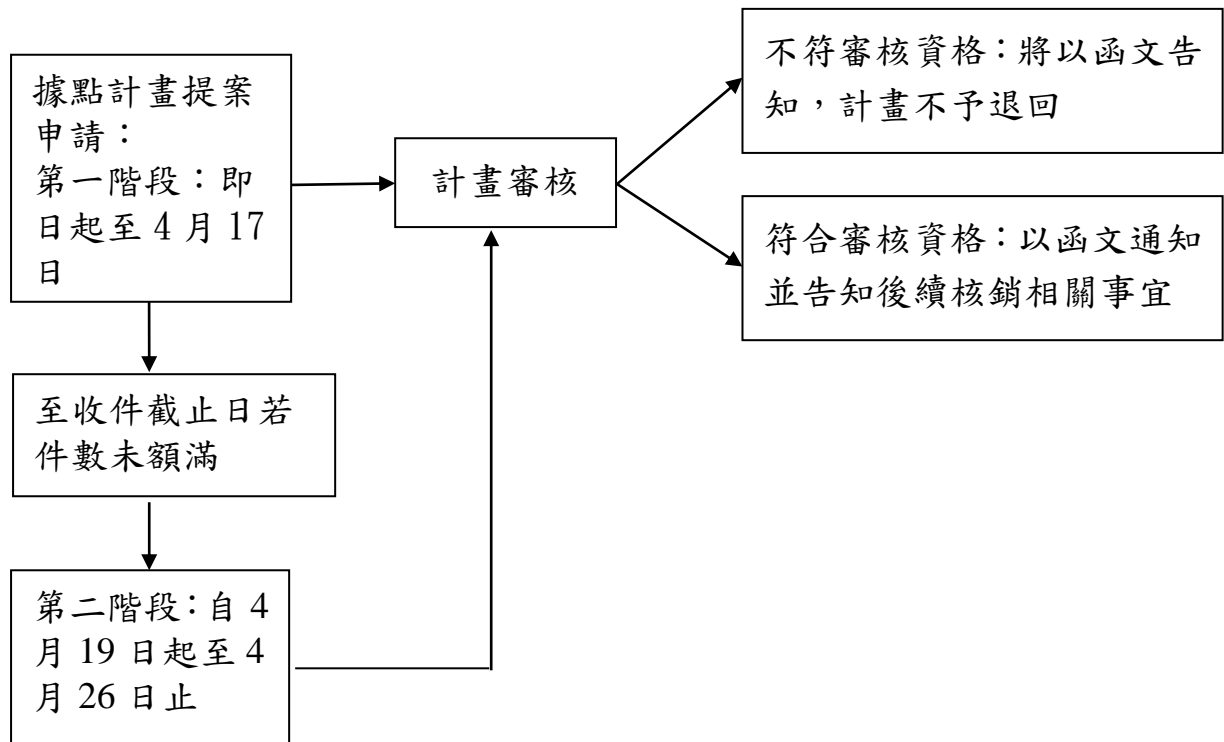 據點計畫提案
申請：
第一階段：即
日起至 4 月 17
日
至收件截止日若
件數未額滿
第二階段：自 4
月 19 日起至 4
月 26 日止
計畫審核
不符審核資格：將以函文告
知，計畫不予退回
符合審核資格：以函文通知
並告知後續核銷相關事宜